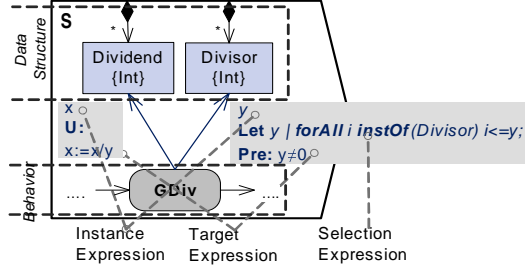 S
Data
Structure
* *
Dividend
{Int}
Divisor
{Int}
x
U:
x:=x/y
y
Let y | forAll i instOf (Divisor) i<=y;
Pre: y≠0
Behavior
.... GDiv ....
Instance
Expression
Target
Expression
Selection
Expression